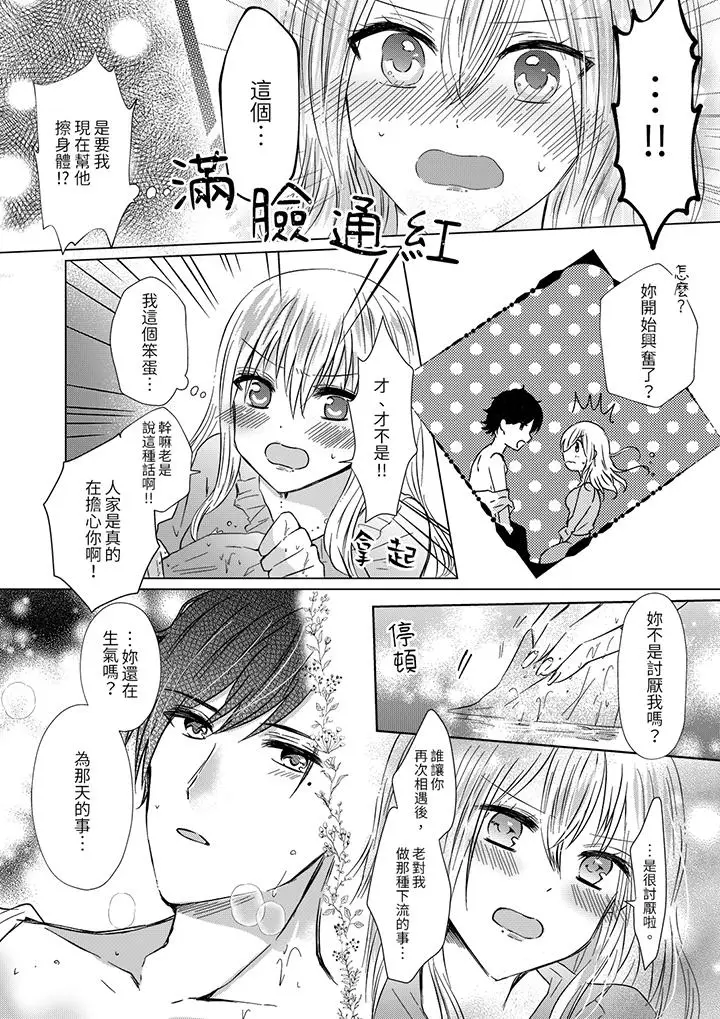 …!!
這個…
是要我
現在幫他
擦身體!?
滿臉通紅
怎麼？
妳開始興奮了？
才、才不是!!
我這個笨蛋…
幹嘛老是
說這種話啊!!
人家是真的
在擔心你啊！
拿起
妳不是討厭我嗎？
停頓
…是很討厭啦。
誰讓你
再次相遇後，
老對我
做那種下流的事…
…妳還在
生氣嗎？
為那天的事…